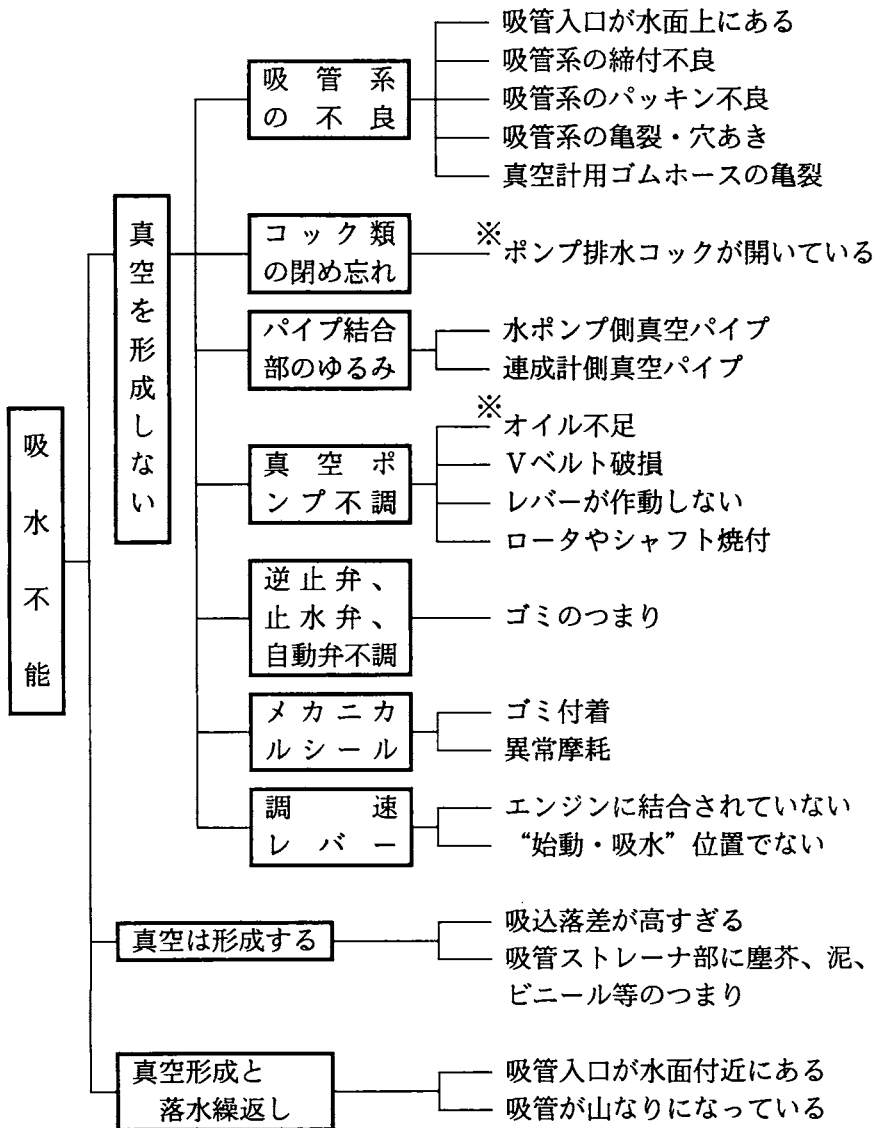 吸水不能
真空を形成しない
吸管系
の不良
吸管入口が水面上にある
吸管系の締付不良
吸管系のパッキン不良
吸管系の亀裂・穴あき
真空計用ゴムホースの亀裂
コック類
の閉め忘れ
※
ポンプ排水コックが開いている
パイプ結合
部のゆるみ
水ポンプ側真空パイプ
連成計側真空パイプ
真空ポ
ンプ不調
※
オイル不足
Vベルト破損
レバーが作動しない
ロータやシャフト焼付
逆止弁、
止水弁、
自動弁不調
ゴミのつまり
メカニカ
ルシール
ゴミ付着
異常摩耗
調速
レバー
エンジンに結合されていない
“始動・吸水”位置でない
真空は形成する
吸込落差が高すぎる
吸管ストレーナ部に塵芥、泥、
ビニール等のつまり
真空形成と
落水繰返し
吸管入口が水面付近にある
吸管が山なりになっている